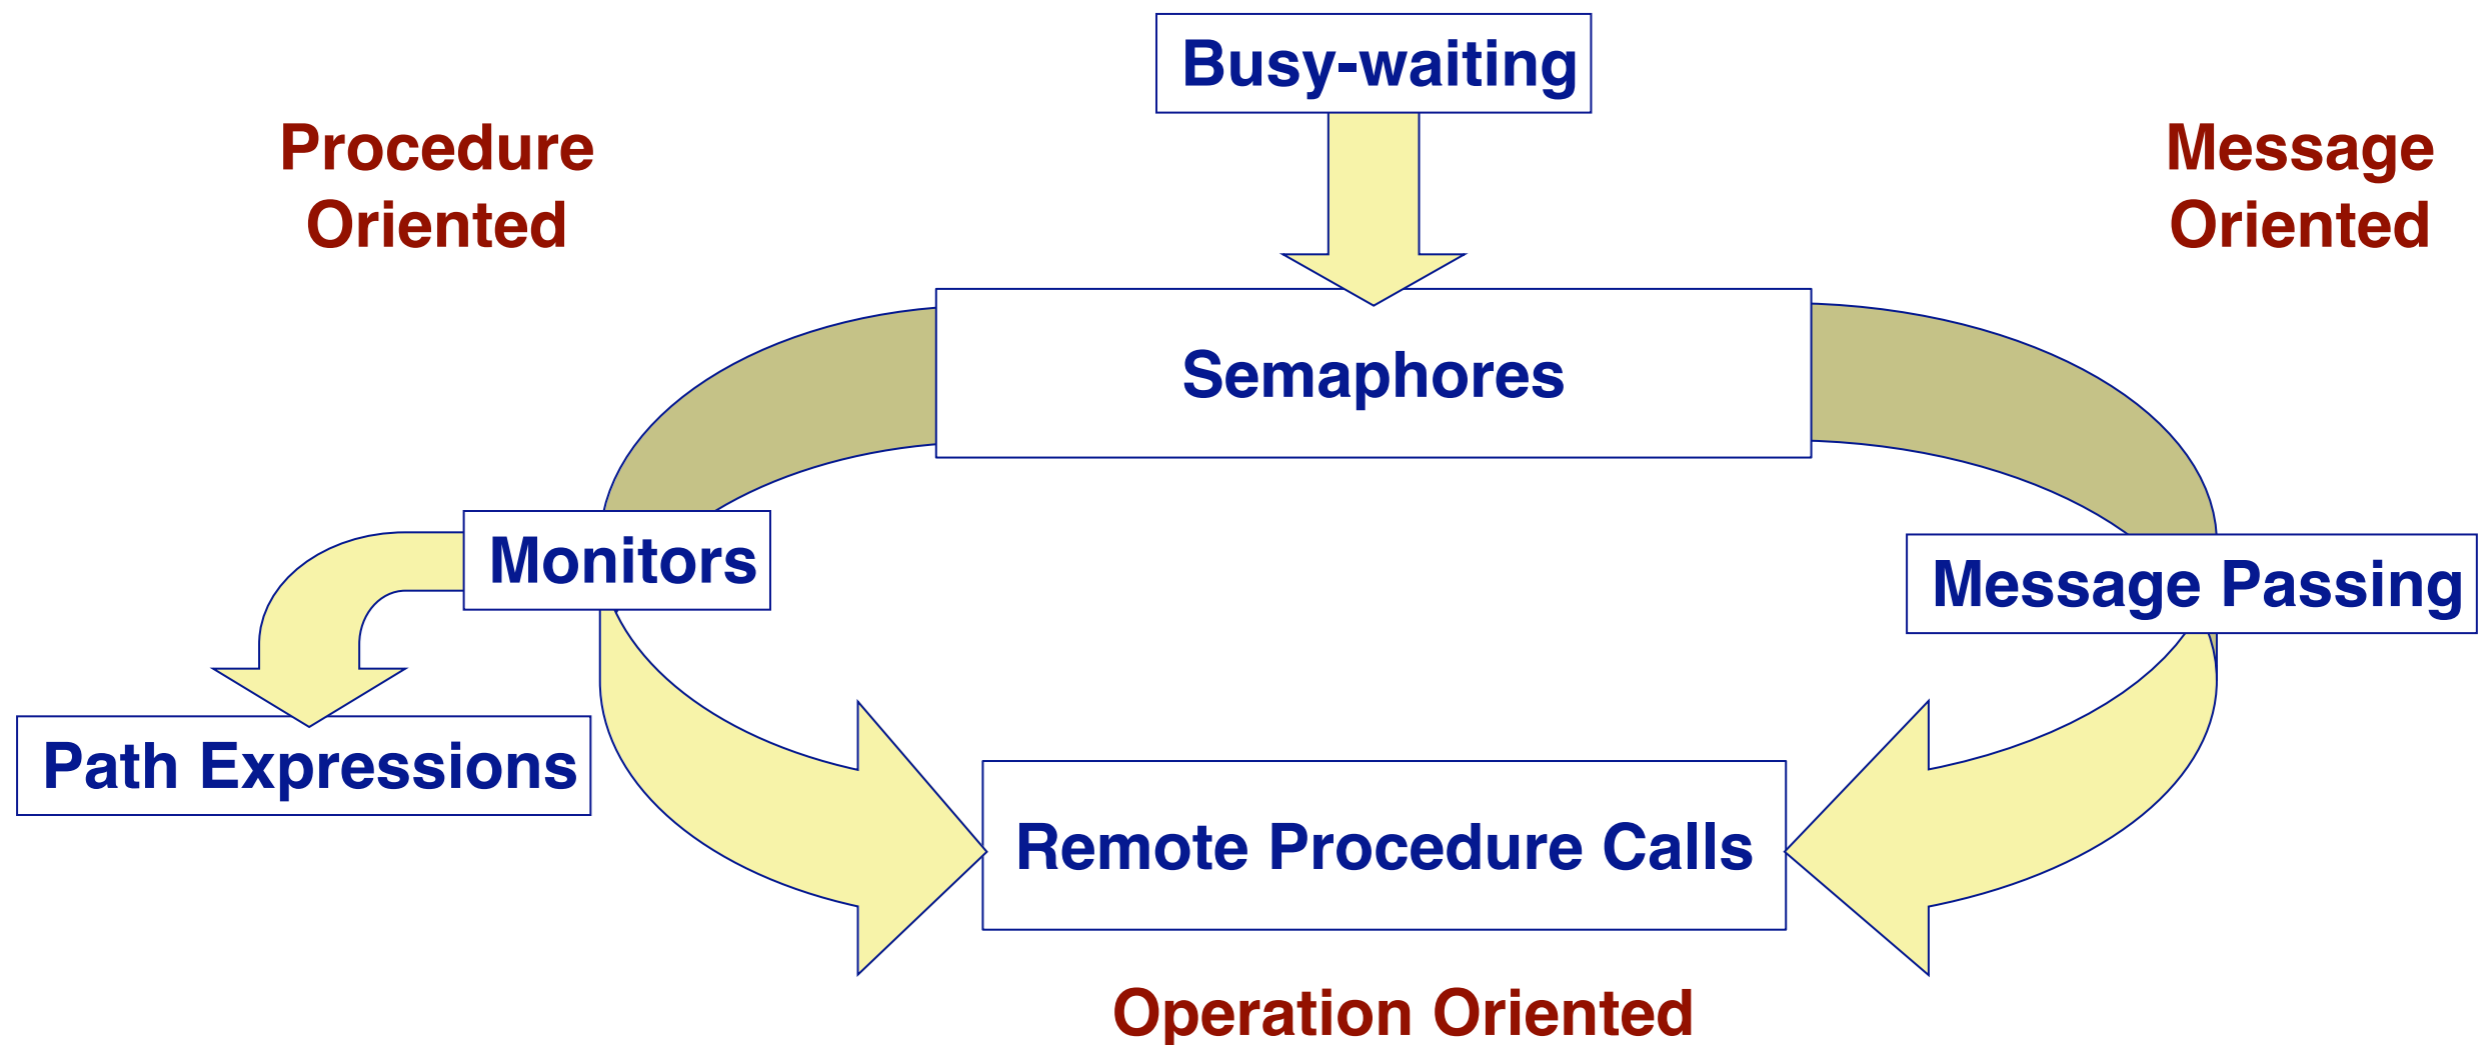 Busy-waiting
Procedure
Oriented
Message
Oriented
Semaphores
Monitors
Message Passing
Path Expressions
Remote Procedure Calls
Operation Oriented